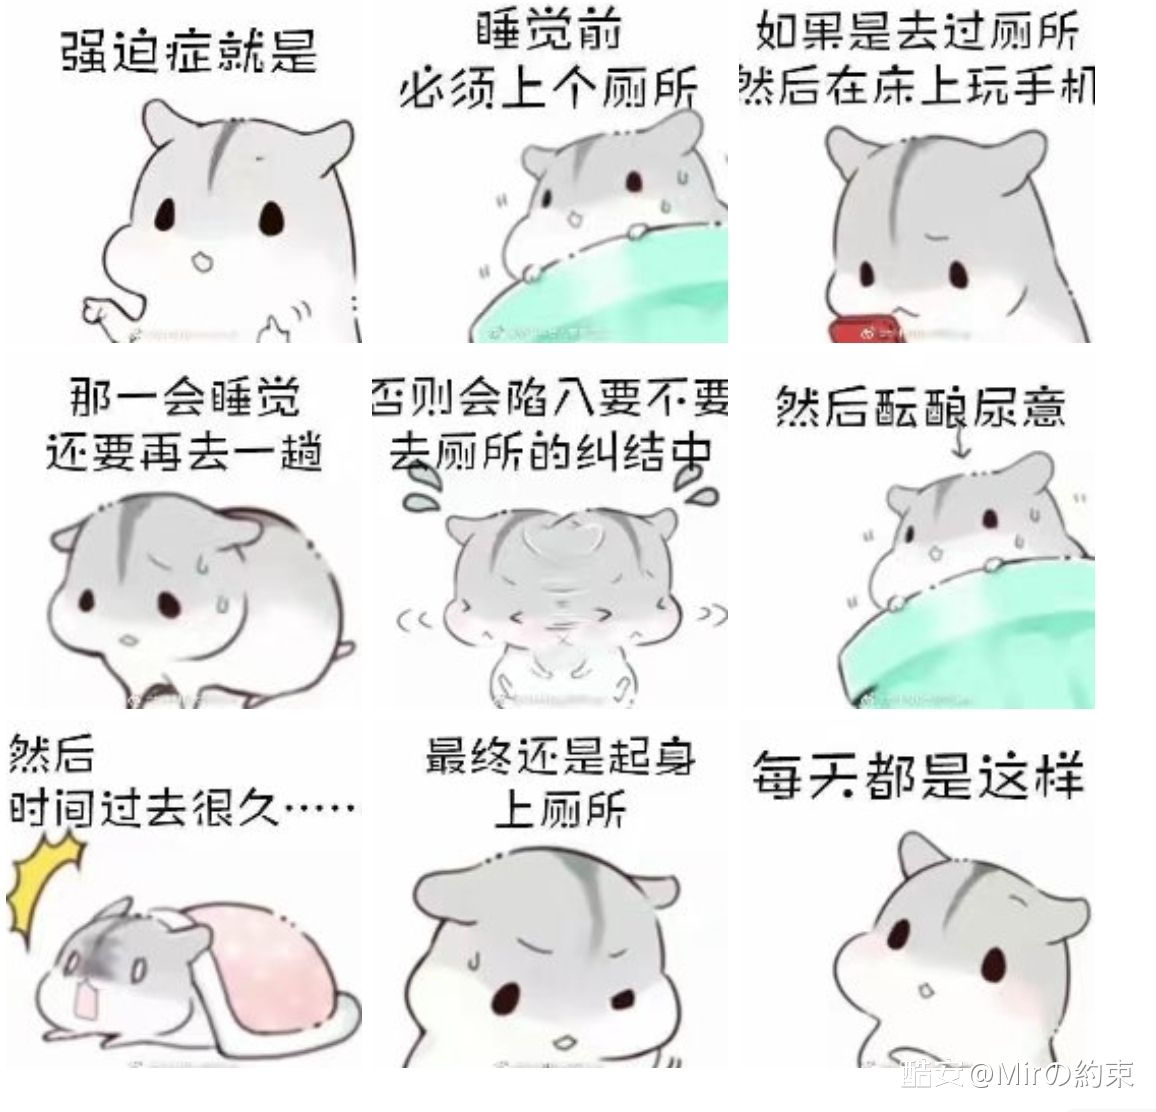 强迫症就是
睡觉前
必须上个厕所
如果是去过厕所
然后在床上玩手机
那一会睡觉
还要再去一趟
否则会陷入要不要
去厕所的纠结中
然后酝酿尿意
然后
时间过去很久……
最终还是起身
上厕所
每天都是这样
酷安@Mirの約束